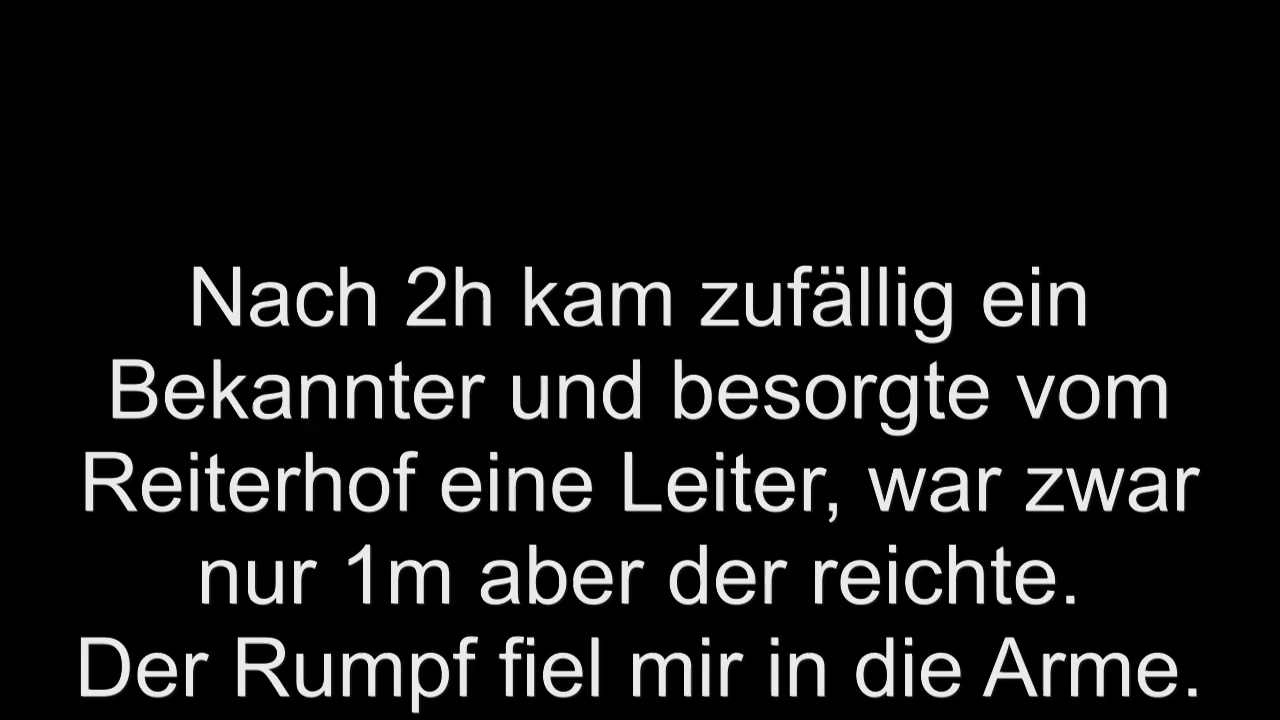 Nach 2h kam zufällig ein
Bekannter und besorgte vom
Reiterhof eine Leiter, war zwar
nur 1m aber der reichte.
Der Rumpf fiel mir in die Arme.